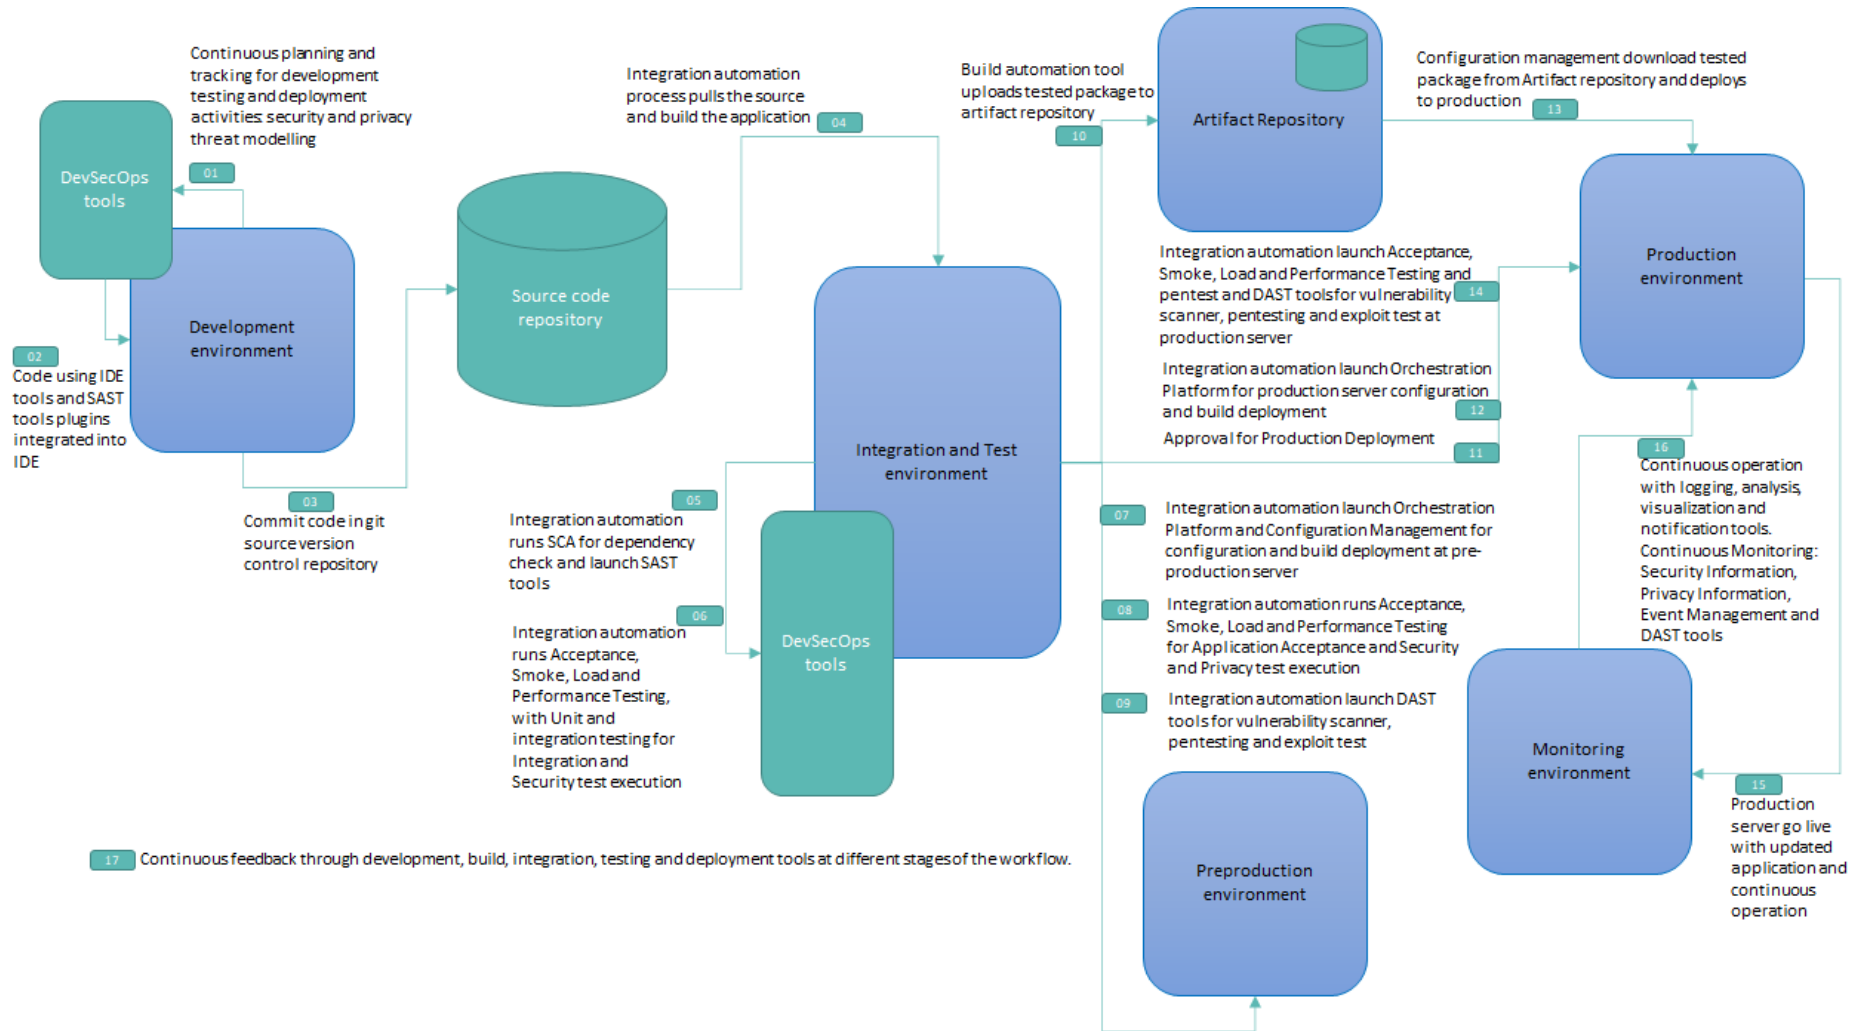 Continuous planning and
tracking for development
testing and deployment
activities: security and privacy
threat modelling
01
DevSecOps
tools
02
Code using IDE
tools and SAST
tools plugins
integrated into
IDE
Development
environment
03
Commit code in git
source version
control repository
Source code
repository
Integration automation
process pulls the source
and build the application
04
Integration and Test
environment
05
Integration automation
runs SCA for dependency
check and launch SAST
tools
06
Integration automation
runs Acceptance,
Smoke, Load and
Performance Testing,
with Unit and
integration testing for
Integration and
Security test execution
DevSecOps
tools
07
Integration automation launch Orchestration
Platform and Configuration Management for
configuration and build deployment at pre-
production server
08
Integration automation runs Acceptance,
Smoke, Load and Performance Testing
for Application Acceptance and Security
and Privacy test execution
09
Integration automation launch DAST
tools for vulnerability scanner,
pentesting and exploit test
Preproduction
environment
Build automation tool
uploads tested package to
artifact repository
10
Artifact Repository
Approval for Production Deployment
11
Integration automation launch Orchestration
Platform for production server configuration
and build deployment
12
Configuration management download tested
package from Artifact repository and deploys
to production
13
Integration automation launch Acceptance,
Smoke, Load and Performance Testing and
pentest and DAST tools for vulnerability
scanner, pentesting and exploit test at
production server
14
Production
environment
15
Production
server go live
with updated
application and
continuous
operation
16
Continuous operation
with logging, analysis,
visualization and
notification tools.
Continuous Monitoring:
Security Information,
Privacy Information,
Event Management and
DAST tools
Monitoring
environment
17
Continuous feedback through development, build, integration, testing and deployment tools at different stages of the workflow.